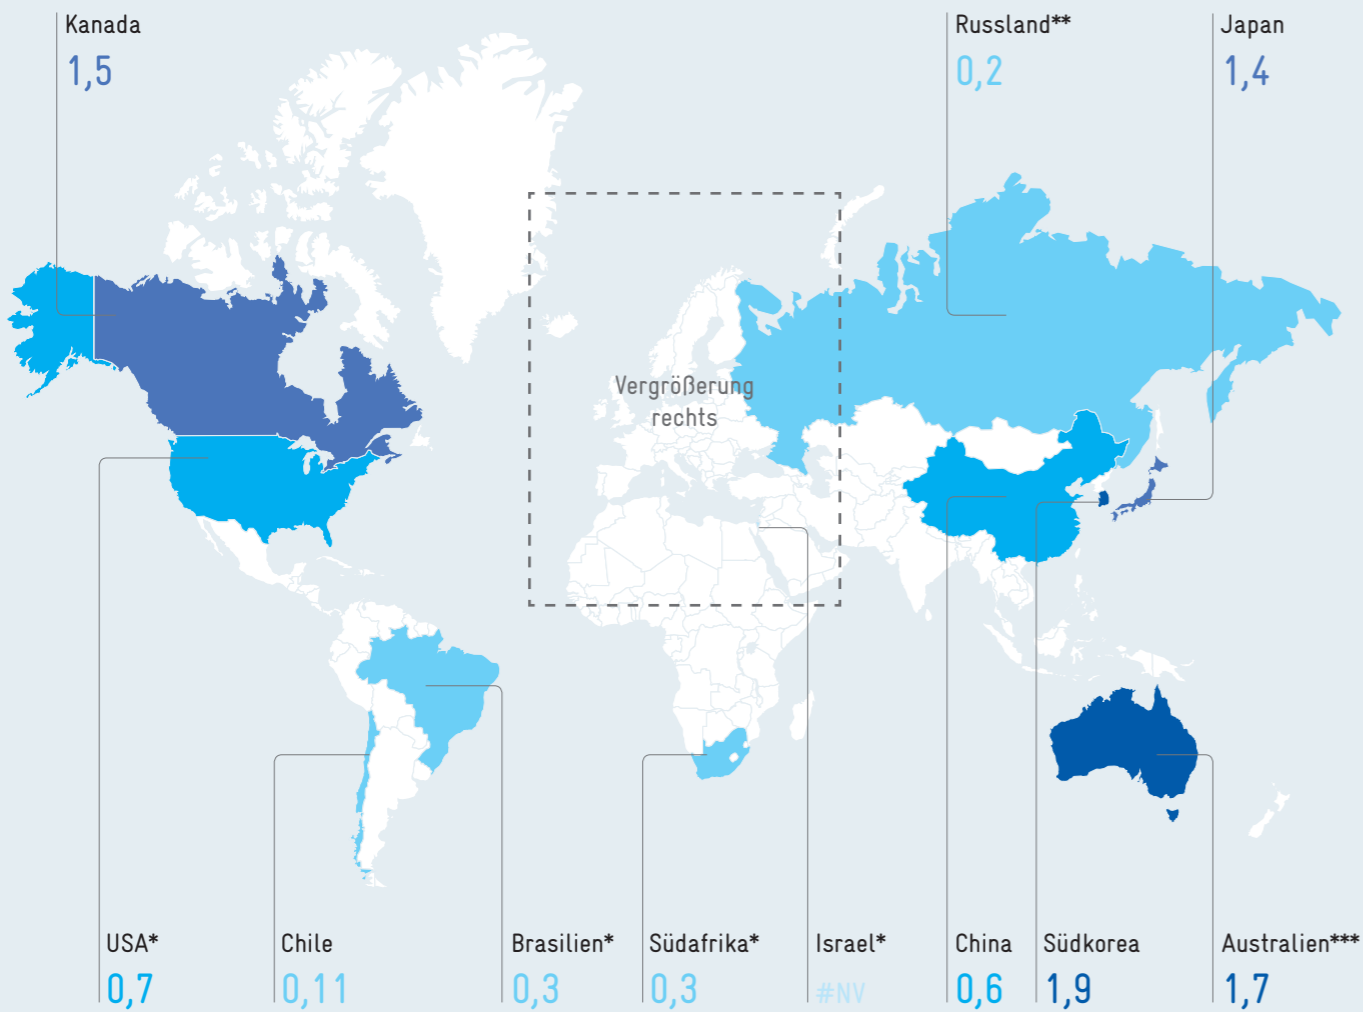 Kanada
1,5
Russland**
0,2
Japan
1,4
Vergrößerung
rechts
USA*
0,7
Chile
0,11
Brasilien*
0,3
Südafrika*
0,3
Israel*
#NV
China
0,6
Südkorea
1,9
Australien***
1,7